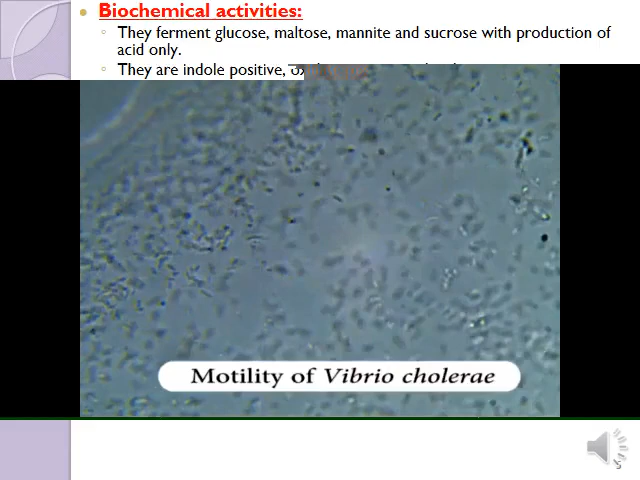 Biochemical activities:
They ferment glucose, maltose, mannite and sucrose with production of
acid only.
They are indole positive,
Motility of Vibrio cholerae
5